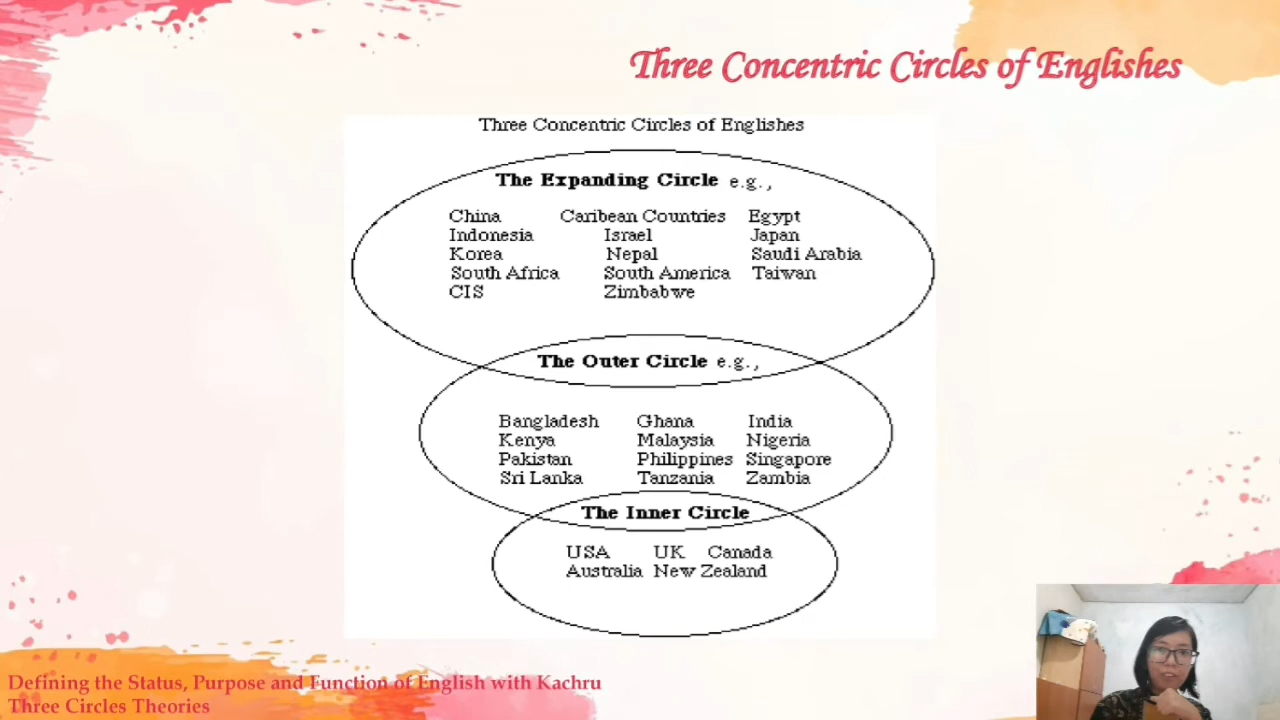 Three Concentric Circles of Englishes
Three Concentric Circles of Englishes
The Expanding Circle e.g.,
China Caribean Countries Egypt
Indonesia Israel Japan
Korea Nepal Saudi Arabia
South Africa South America Taiwan
CIS Zimbabwe
The Outer Circle e.g.,
Bangladesh Ghana India
Kenya Malaysia Nigeria
Pakistan Philippines Singapore
Sri Lanka Tanzania Zambia
The Inner Circle
USA UK Canada
Australia New Zealand
Defining the Status, Purpose and Function of English with Kachru
Three Circles Theories